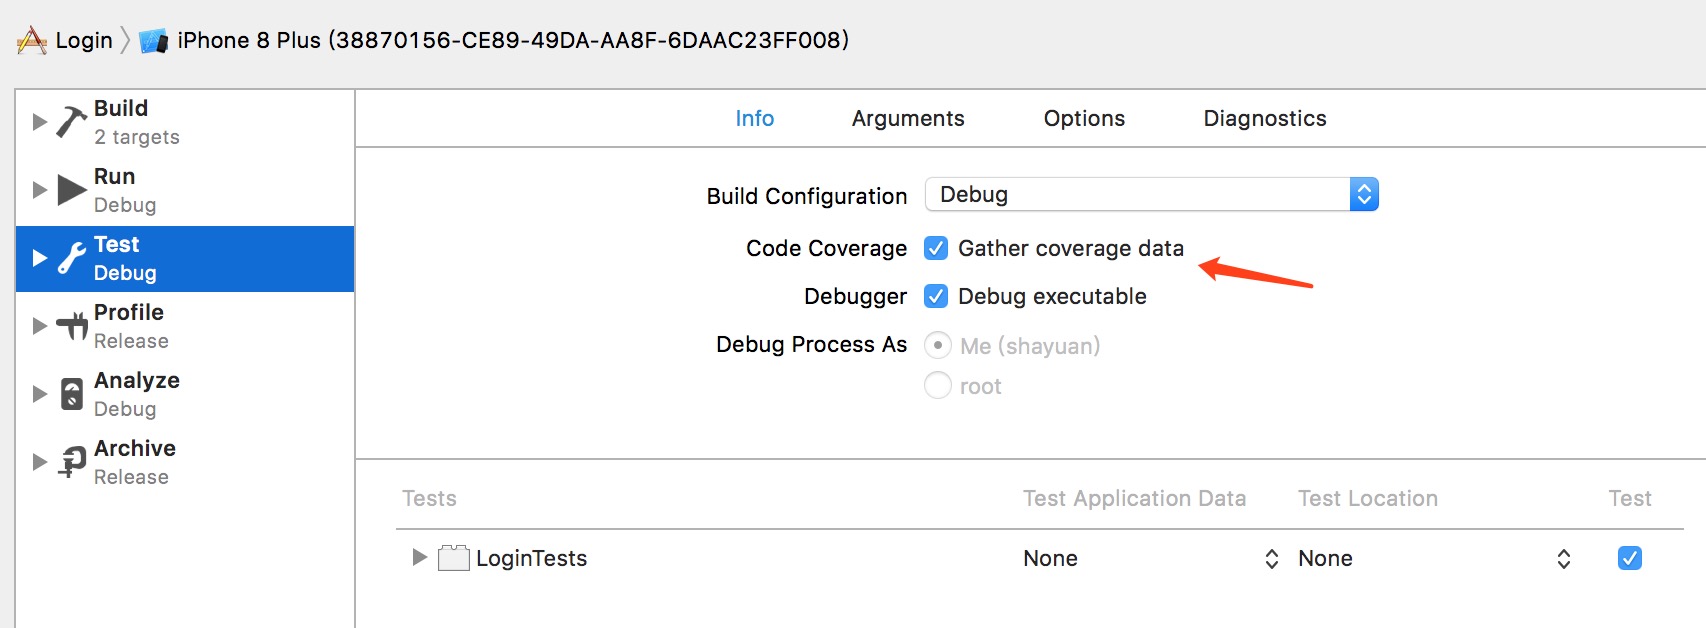 Login iPhone 8 Plus (38870156-CE89-49DA-AA8F-6DAAC23FF008)
Build
2 targets
Run
Debug
Test
Debug
Profile
Release
Analyze
Debug
Archive
Release
Info Arguments Options Diagnostics
Build Configuration Debug
Code Coverage Gather coverage data
Debugger Debug executable
Debug Process As Me (shayuan)
root
Tests Test Application Data Test Location Test
LoginTests None None